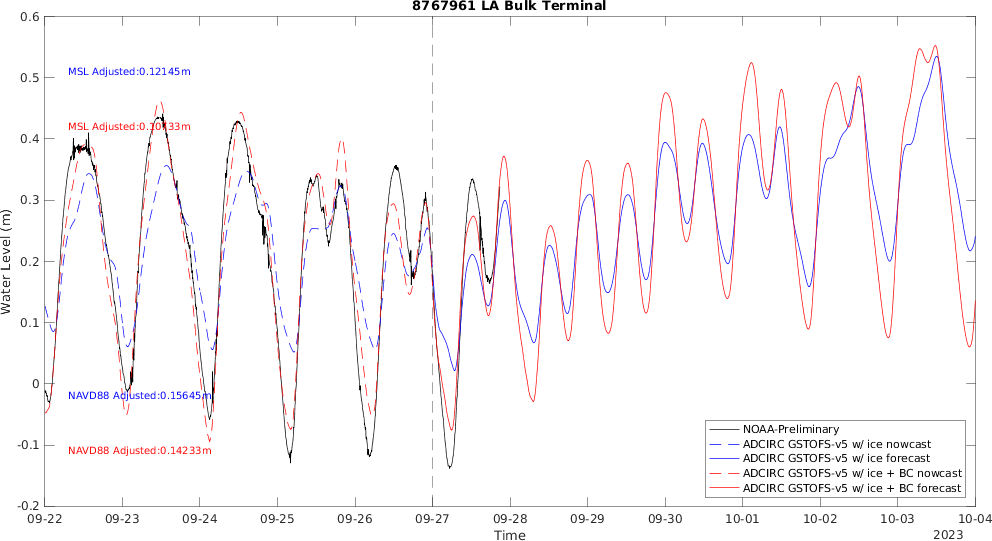 8767961 LA Bulk Terminal
0.6
0.5
0.4
0.3
0.2
0.1
0
-0.1
-0.2
Water Level (m)
MSL Adjusted:0.12145m
MSL Adjusted:0.10733m
NAVD88 Adjusted:0.15645m
NAVD88 Adjusted:0.14233m
NOAA-Preliminary
ADCIRC GSTOFS-v5 w/ ice nowcast
ADCIRC GSTOFS-v5 w/ ice forecast
ADCIRC GSTOFS-v5 w/ ice + BC nowcast
ADCIRC GSTOFS-v5 w/ ice + BC forecast
09-22 09-23 09-24 09-25 09-26 09-27 09-28 09-29 09-30 10-01 10-02 10-03 10-04
Time
2023